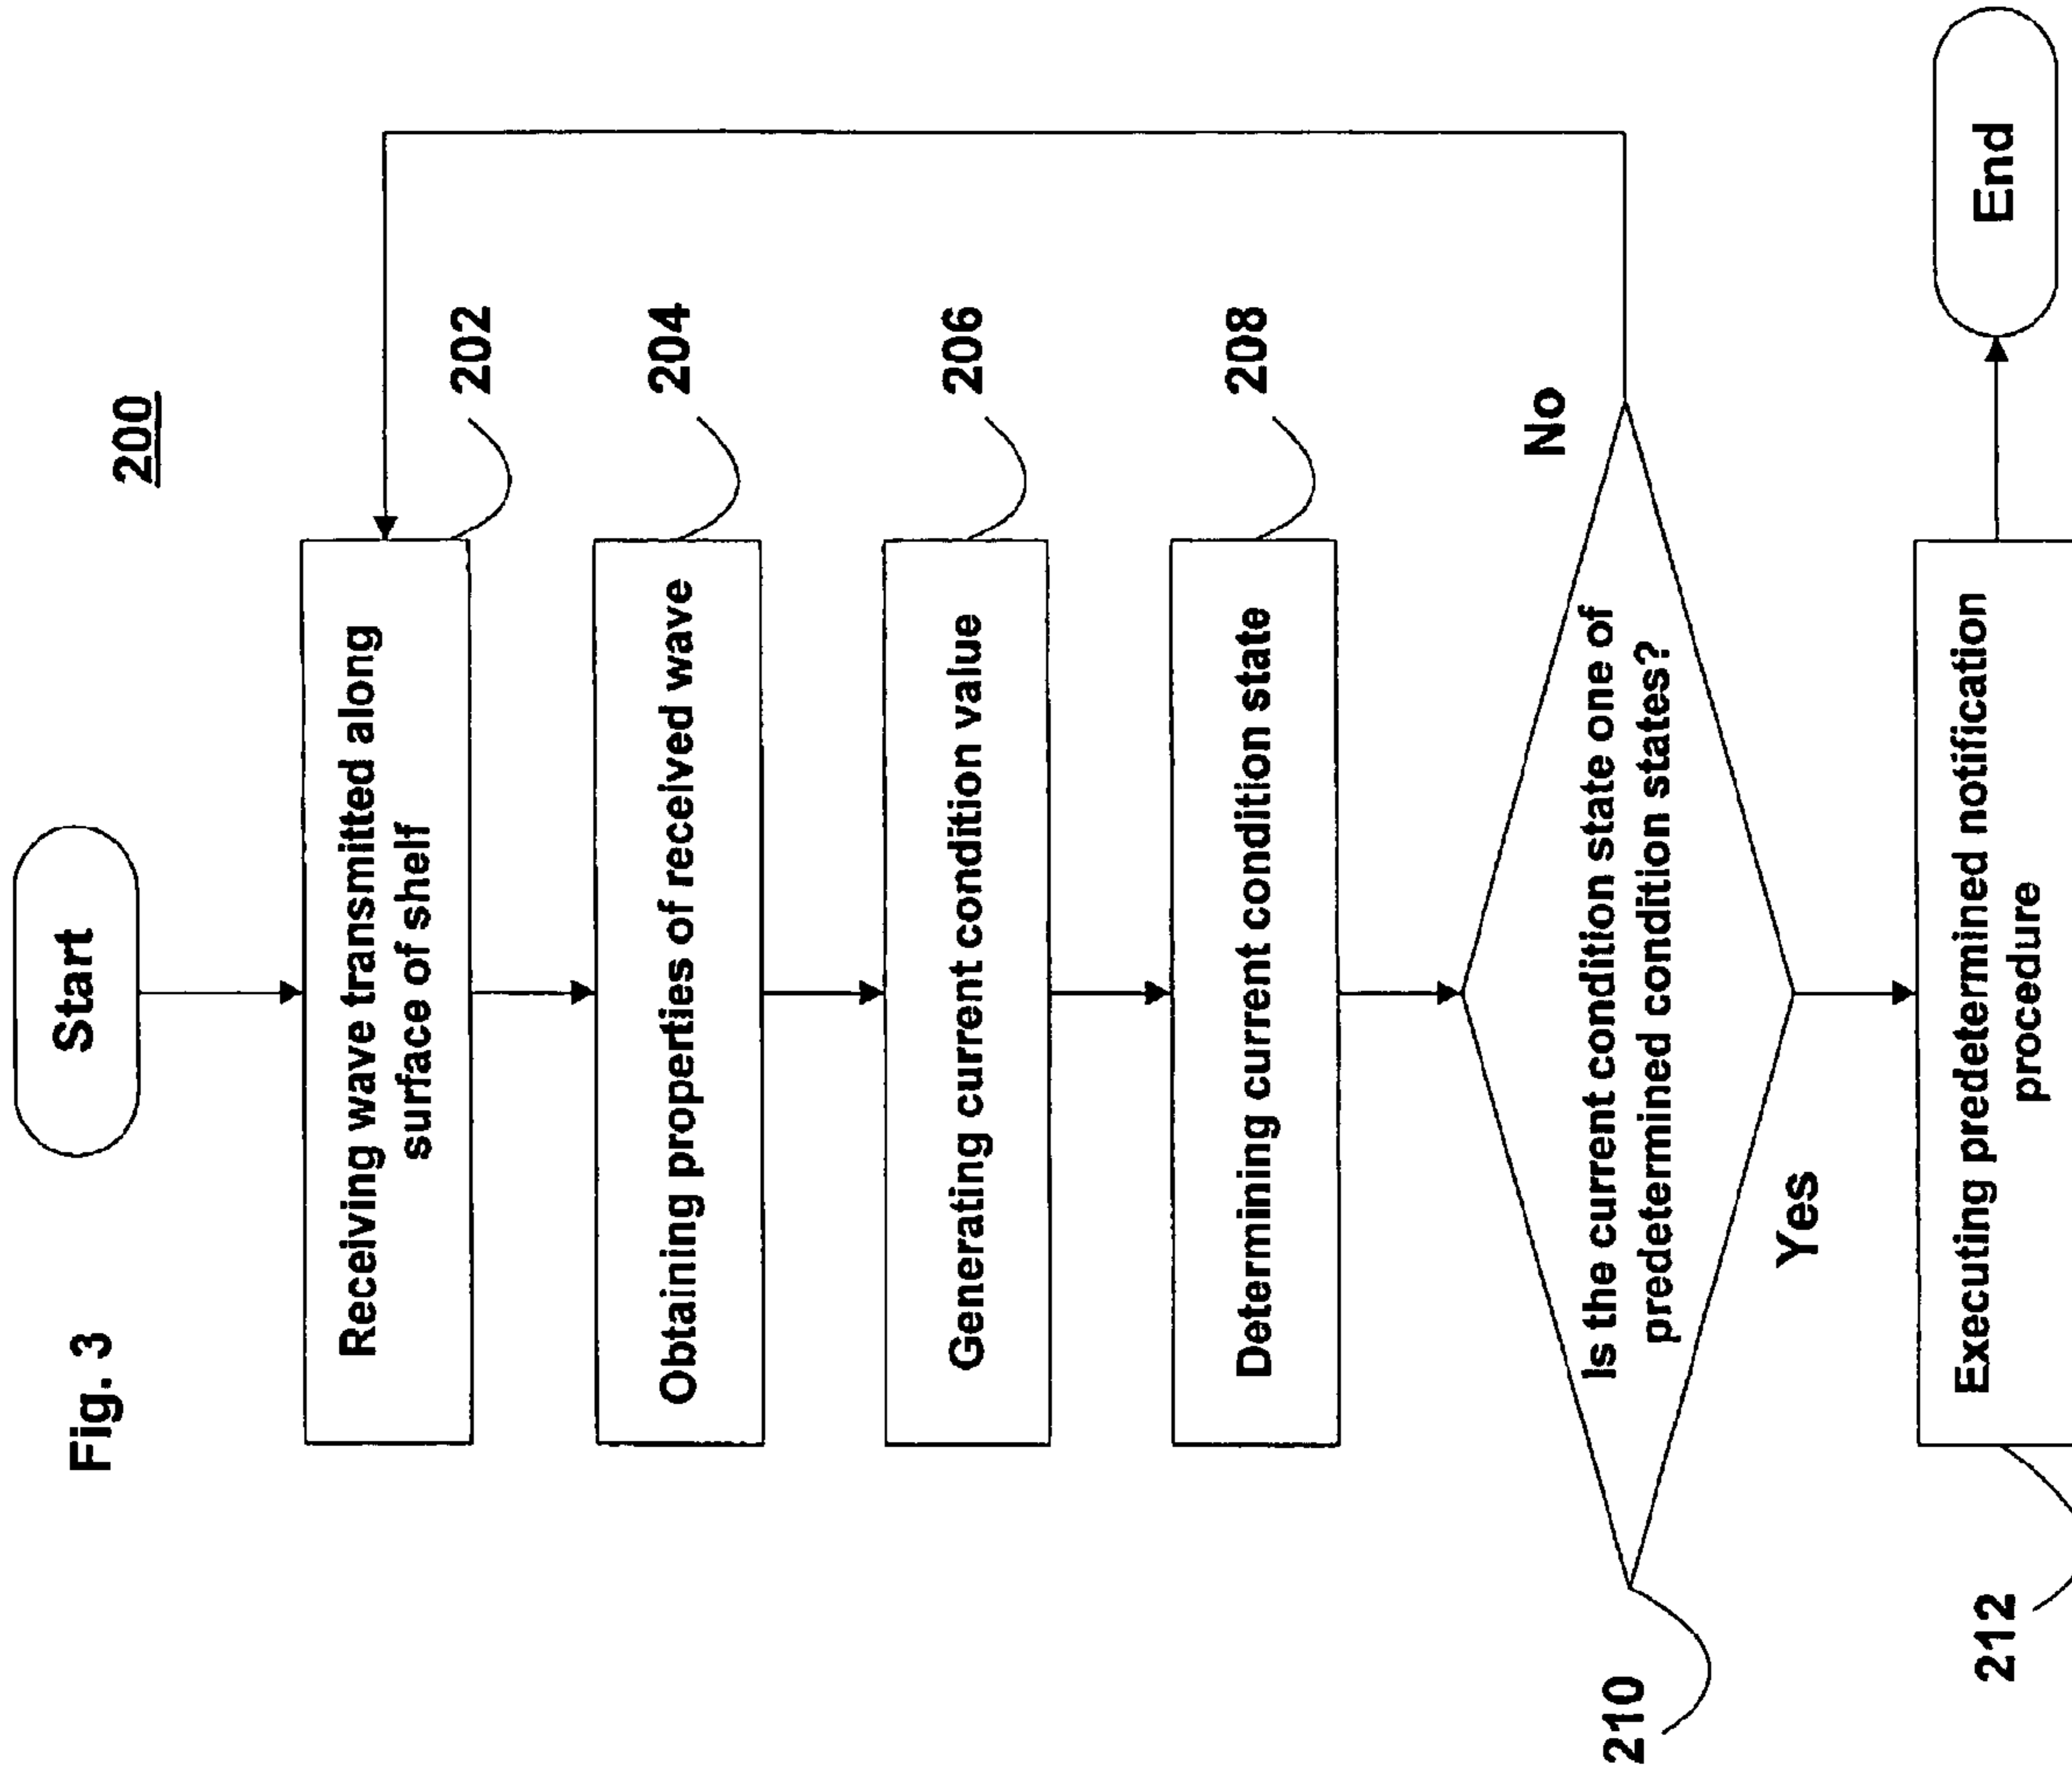 Fig. 3
200
Start
Receiving wave transmitted along
surface of shelf
202
Obtaining properties of received wave
204
Generating current condition value
206
Determining current condition state
208
Is the current condition state one of
predetermined condition states?
No
210
Yes
Executing predetermined notification
procedure
212
End